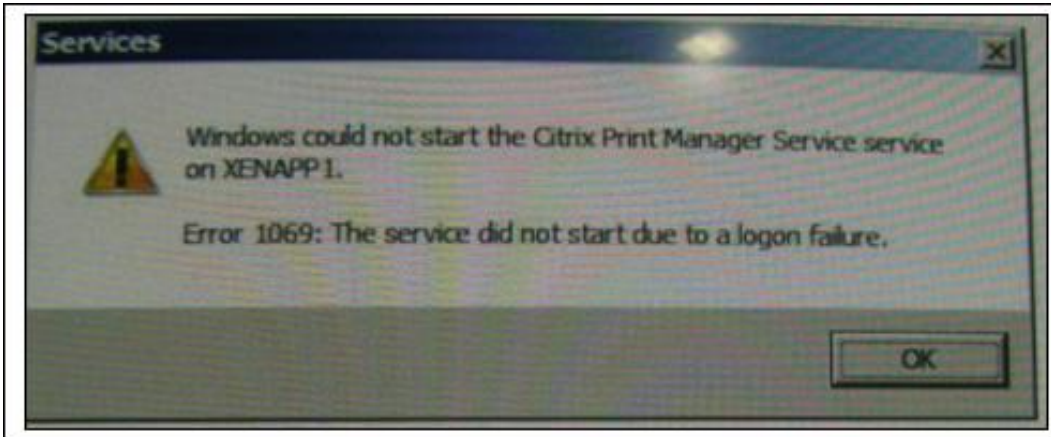 Services
Windows could not start the Citrix Print Manager Service service
on XENAPP1.
Error 1069: The service did not start due to a logon failure.
OK